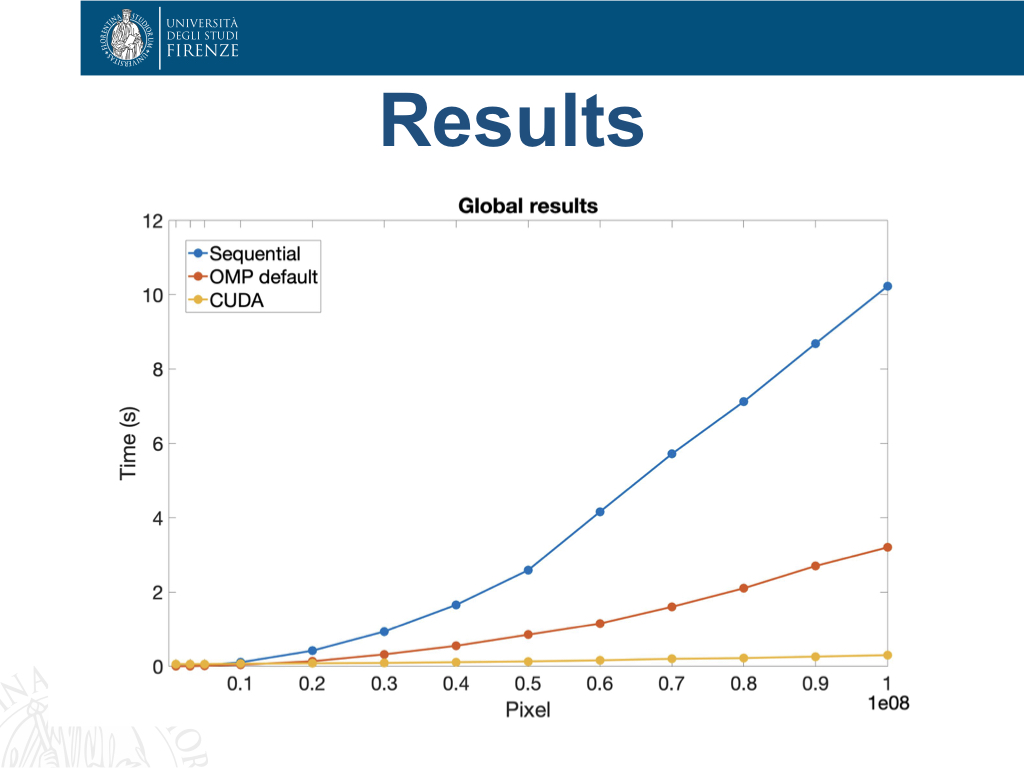 UNIVERSITÀ
DEGLI STUDI
FIRENZE
Results
Global results
12
10
8
6
4
2
0
Time (s)
Sequential
OMP default
CUDA
0.1 0.2 0.3 0.4 0.5 0.6 0.7 0.8 0.9 1
1e08
Pixel